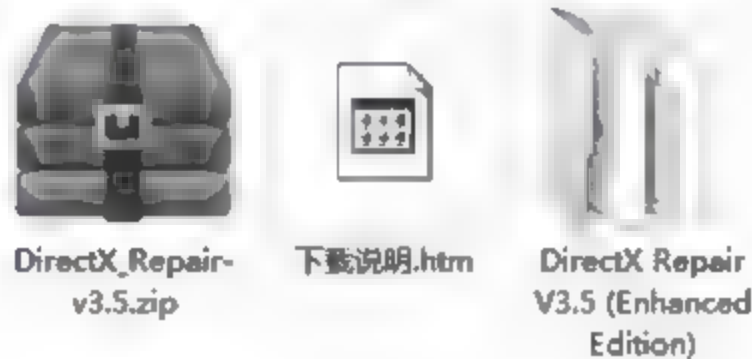 DirectX_Repair-
v3.5.zip
下载说明.htm
DirectX Repair
V3.5 (Enhanced
Edition)